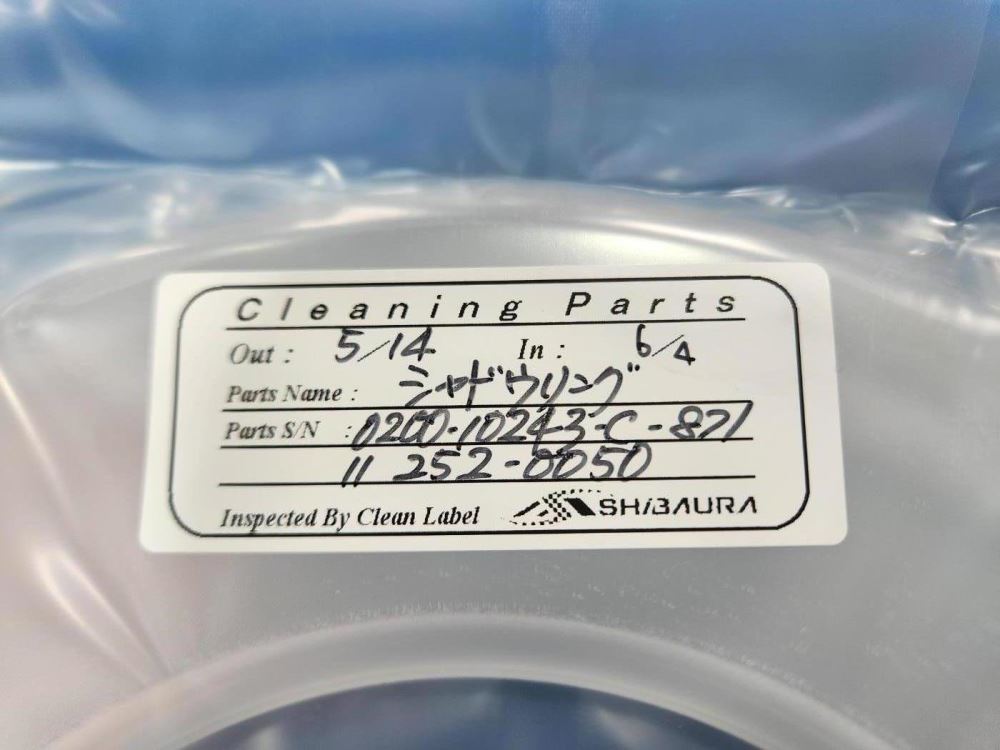 Cleaning Parts
Out : 5/14 In : 6/4
Parts Name : シャドウリング
Parts S/N : 0200-10243-C-871
11 252-0050
Inspected By Clean Label SHIBAURA